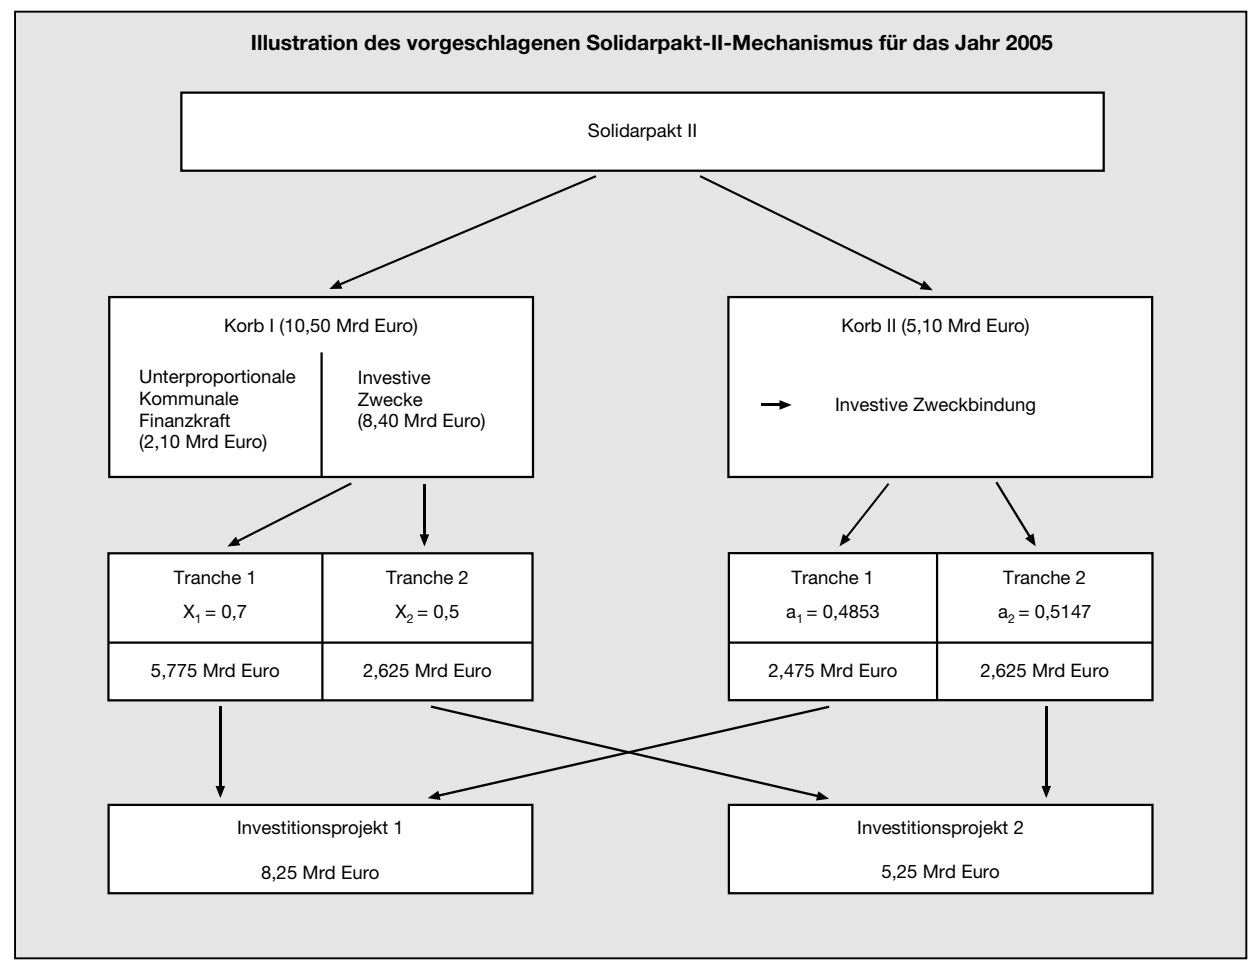 Illustration des vorgeschlagenen Solidarpakt-II-Mechanismus für das Jahr 2005
Solidarpakt II
Korb I (10,50 Mrd Euro)
Unterproportionale
Kommunale
Finanzkraft
(2,10 Mrd Euro)
Investive
Zwecke
(8,40 Mrd Euro)
Korb II (5,10 Mrd Euro)
Investive Zweckbindung
Tranche 1
X₁ = 0,7
5,775 Mrd Euro
Tranche 2
X₂ = 0,5
2,625 Mrd Euro
Tranche 1
a₁ = 0,4853
2,475 Mrd Euro
Tranche 2
a₂ = 0,5147
2,625 Mrd Euro
Investitionsprojekt 1
8,25 Mrd Euro
Investitionsprojekt 2
5,25 Mrd Euro